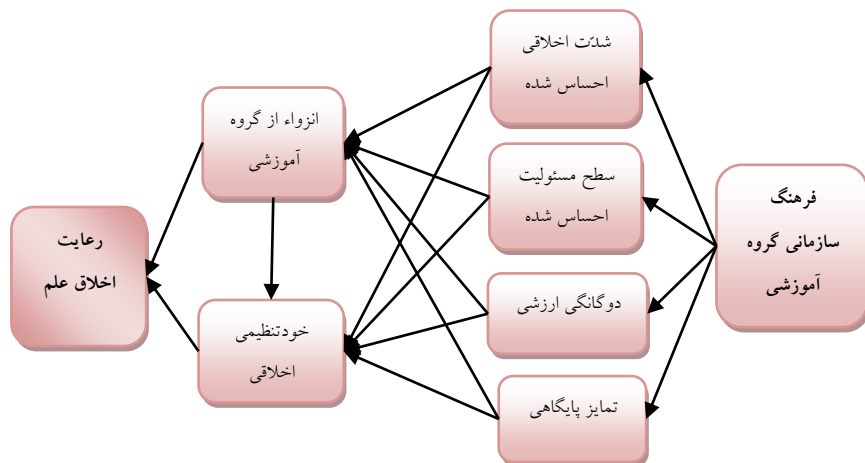 فرهنگ
سازمانی گروه
آموزشی
شدّت اخلاقی
احساس شده
سطح مسئولیت
احساس شده
دوگانگی ارزشی
تمایز پایگاهی
انزواء از گروه
آموزشی
خودتنظیمی
اخلاقی
رعایت
اخلاق علم